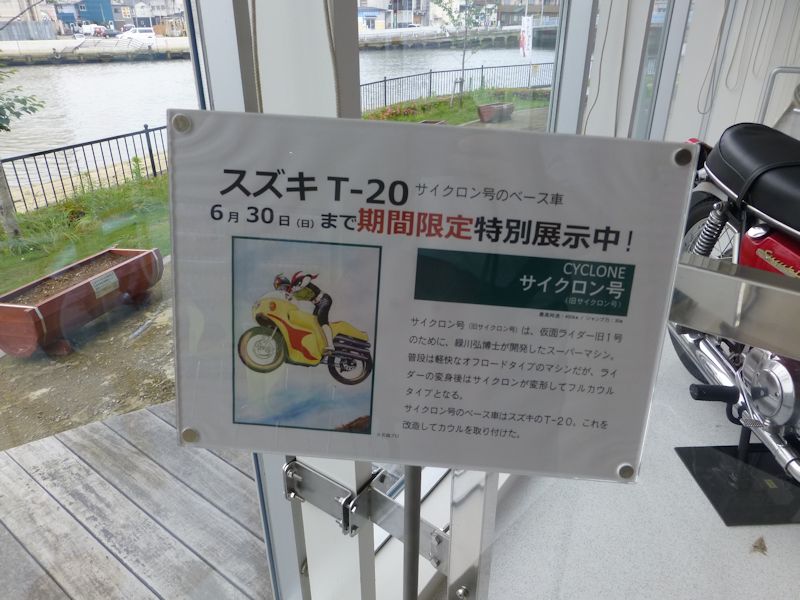 スズキ T-20 サイクロン号のベース車
6月30日(日)まで期間限定特別展示中!
CYCLONE
サイクロン号
(旧サイクロン号)
サイクロン号(旧サイクロン号)は、仮面ライダー旧1号
のために、緑川弘博士が開発したスーパーマシン。
普段は軽快なオフロードタイプのマシンだが、ライ
ダーの変身後はサイクロンが変形してフルカウル
タイプとなる。
サイクロン号のベース車はスズキのT-20。これを
改造してカウルを取り付けた。
©石森プロ